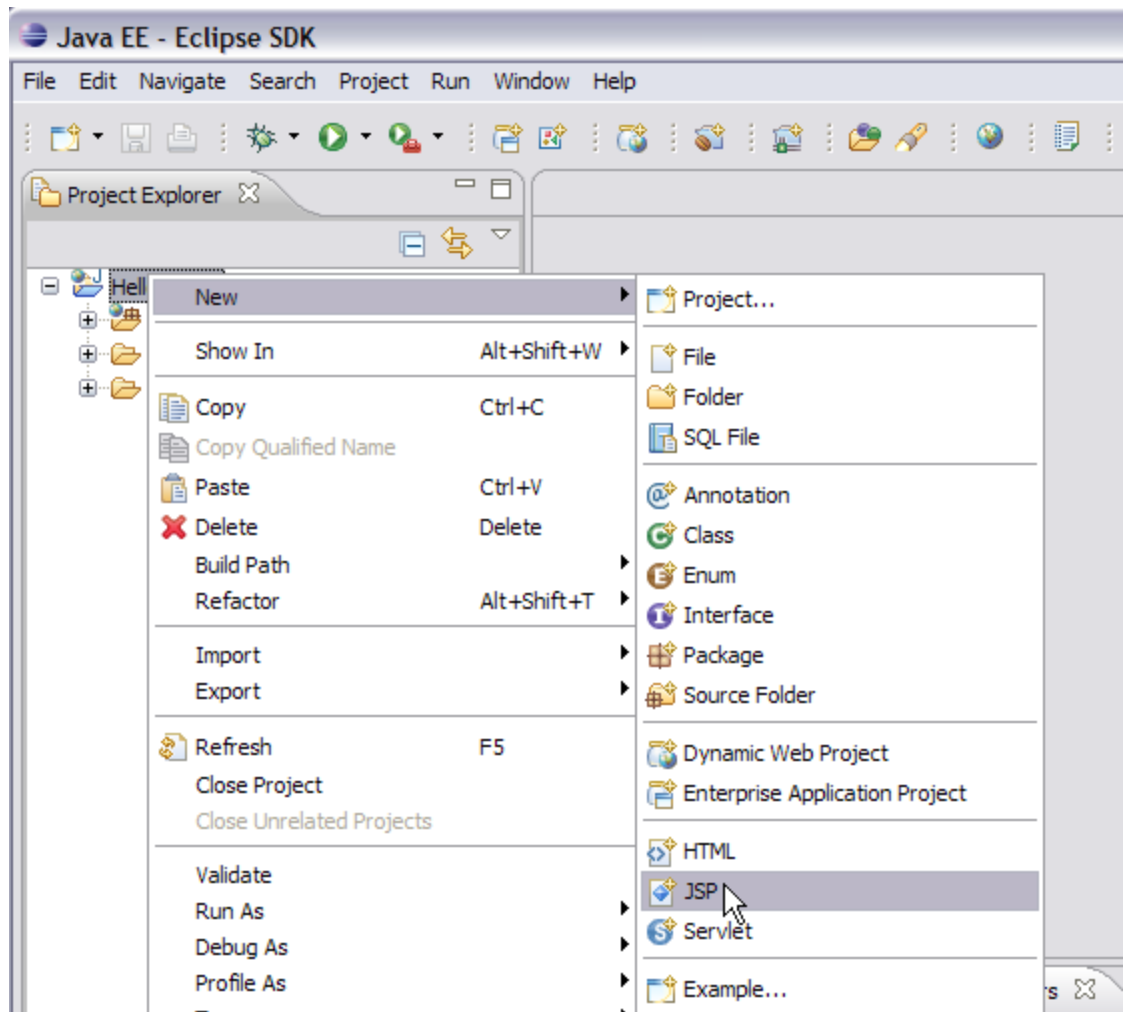 Java EE - Eclipse SDK
File Edit Navigate Search Project Run Window Help
Project Explorer
Hell
New
Show In Alt+Shift+W
Copy Ctrl+C
Copy Qualified Name
Paste Ctrl+V
Delete Delete
Build Path
Refactor Alt+Shift+T
Import
Export
Refresh F5
Close Project
Close Unrelated Projects
Validate
Run As
Debug As
Profile As
Project...
File
Folder
SQL File
Annotation
Class
Enum
Interface
Package
Source Folder
Dynamic Web Project
Enterprise Application Project
HTML
JSP
Servlet
Example...